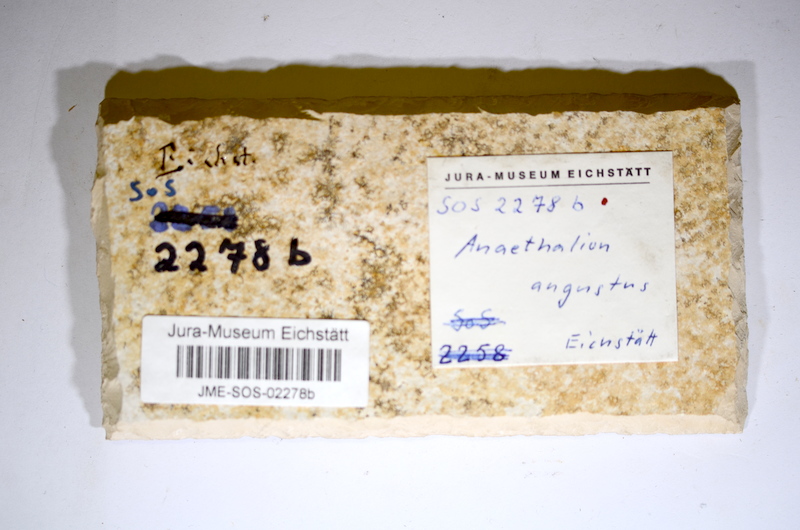 Eichst.
SOS
2278 b
Jura-Museum Eichstätt
JME-SOS-02278b
JURA-MUSEUM EICHSTÄTT
SOS 2278 b
Anaethalion
angustus
SOS
2258
Eichstätt